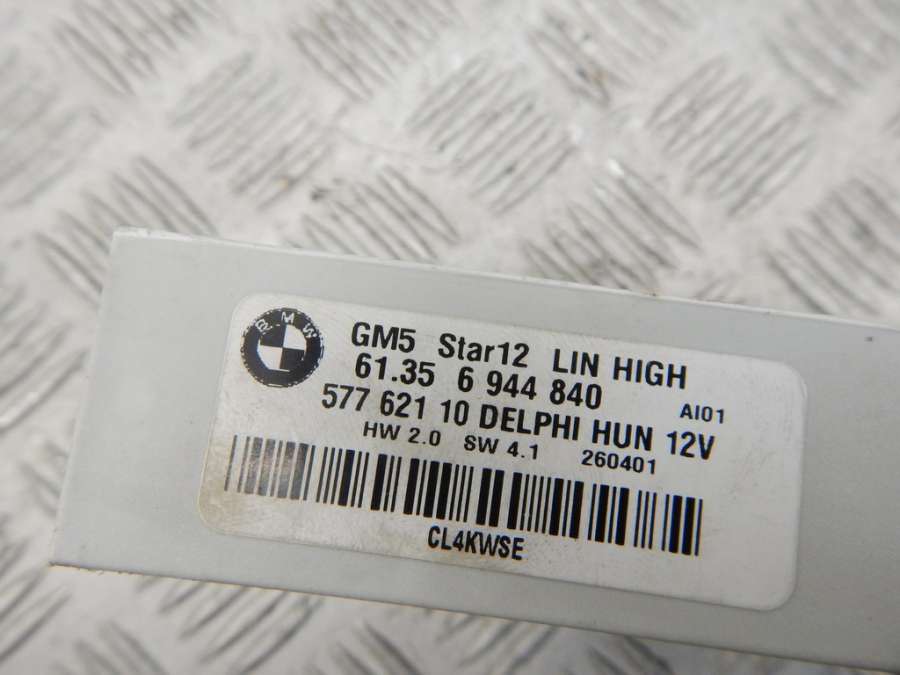 BMW
GM5 Star12 LIN HIGH
61.35 6 944 840 AI01
577 621 10 DELPHI HUN 12V
HW 2.0 SW 4.1 260401
CL4KWSE